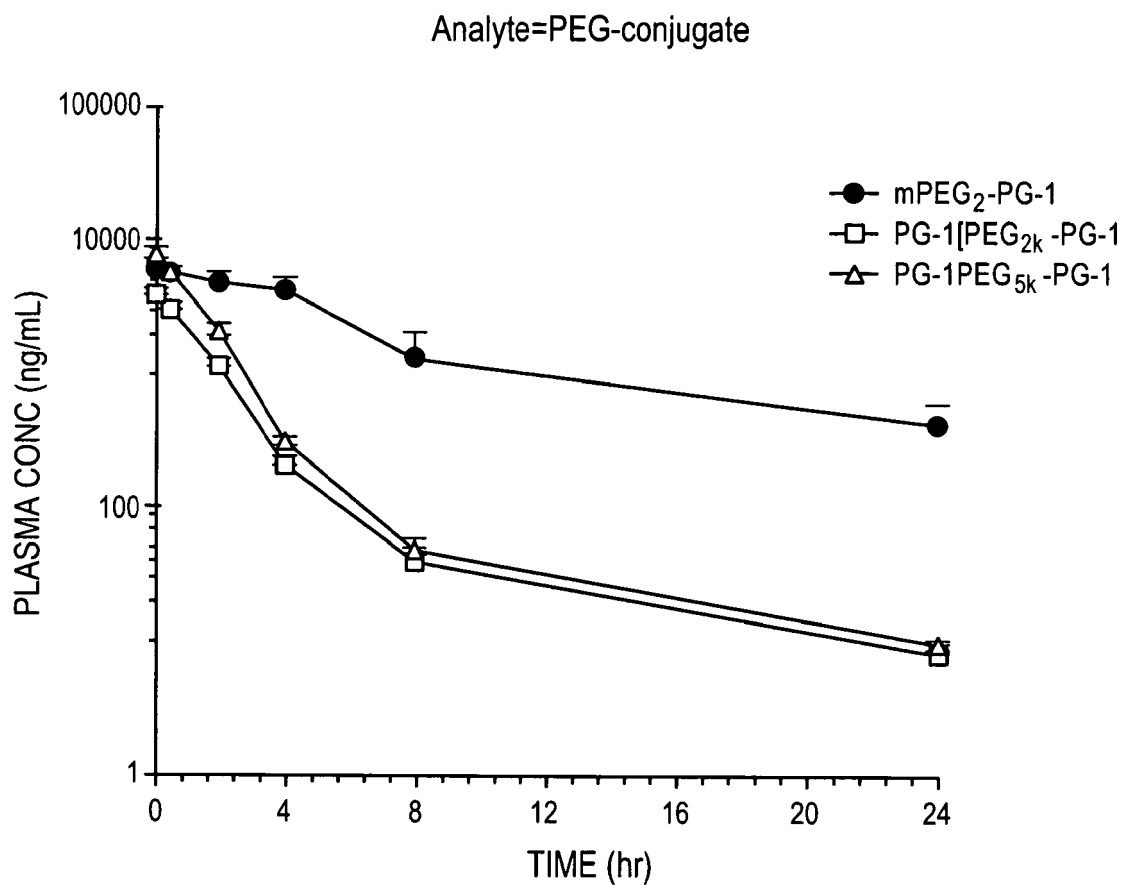 Analyte=PEG-conjugate
100000
10000
100
1
PLASMA CONC (ng/mL)
0 4 8 12 16 20 24
TIME (hr)
mPEG2-PG-1
PG-1[PEG2k-PG-1
PG-1PEG5k-PG-1